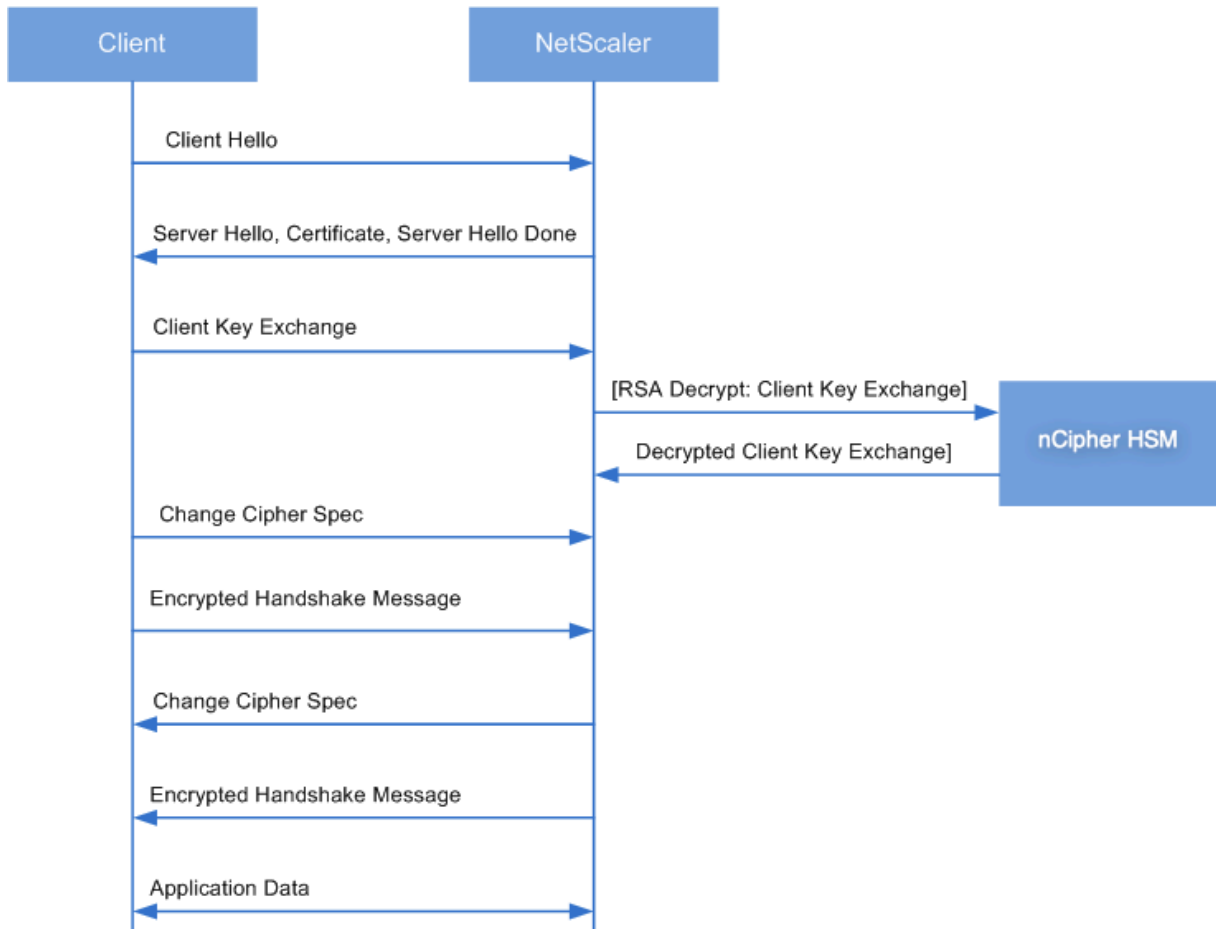 Client
NetScaler
Client Hello
Server Hello, Certificate, Server Hello Done
Client Key Exchange
[RSA Decrypt: Client Key Exchange]
nCipher HSM
Decrypted Client Key Exchange]
Change Cipher Spec
Encrypted Handshake Message
Change Cipher Spec
Encrypted Handshake Message
Application Data